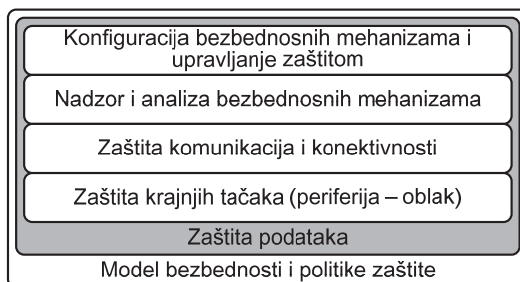 Konfiguracija bezbednosnih mehanizama i
upravljanje zaštitom
Nadzor i analiza bezbednosnih mehanizama
Zaštita komunikacija i konektivnosti
Zaštita krajnjih tačaka (periferija – oblak)
Zaštita podataka
Model bezbednosti i politike zaštite